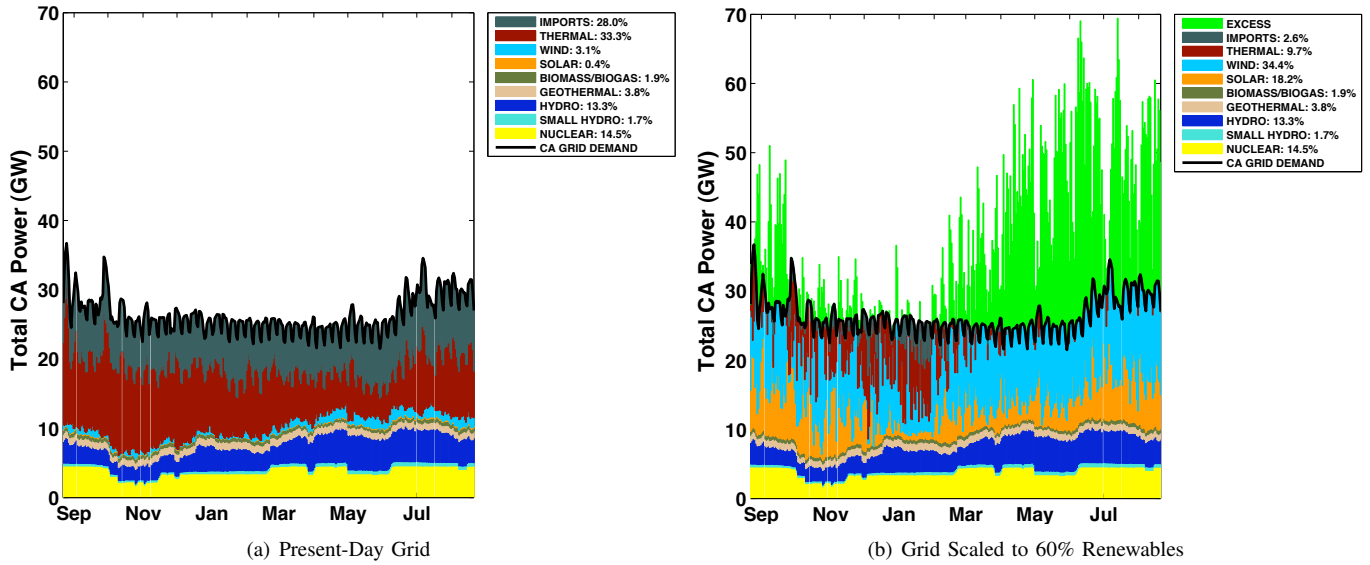 70
60
50
40
30
20
10
0
Total CA Power (GW)
Sep Nov Jan Mar May Jul
IMPORTS: 28.0%
THERMAL: 33.3%
WIND: 3.1%
SOLAR: 0.4%
BIOMASS/BIOGAS: 1.9%
GEOTHERMAL: 3.8%
HYDRO: 13.3%
SMALL HYDRO: 1.7%
NUCLEAR: 14.5%
CA GRID DEMAND
(a) Present-Day Grid
70
60
50
40
30
20
10
0
Total CA Power (GW)
Sep Nov Jan Mar May Jul
EXCESS
IMPORTS: 2.6%
THERMAL: 9.7%
WIND: 34.4%
SOLAR: 18.2%
BIOMASS/BIOGAS: 1.9%
GEOTHERMAL: 3.8%
HYDRO: 13.3%
SMALL HYDRO: 1.7%
NUCLEAR: 14.5%
CA GRID DEMAND
(b) Grid Scaled to 60% Renewables